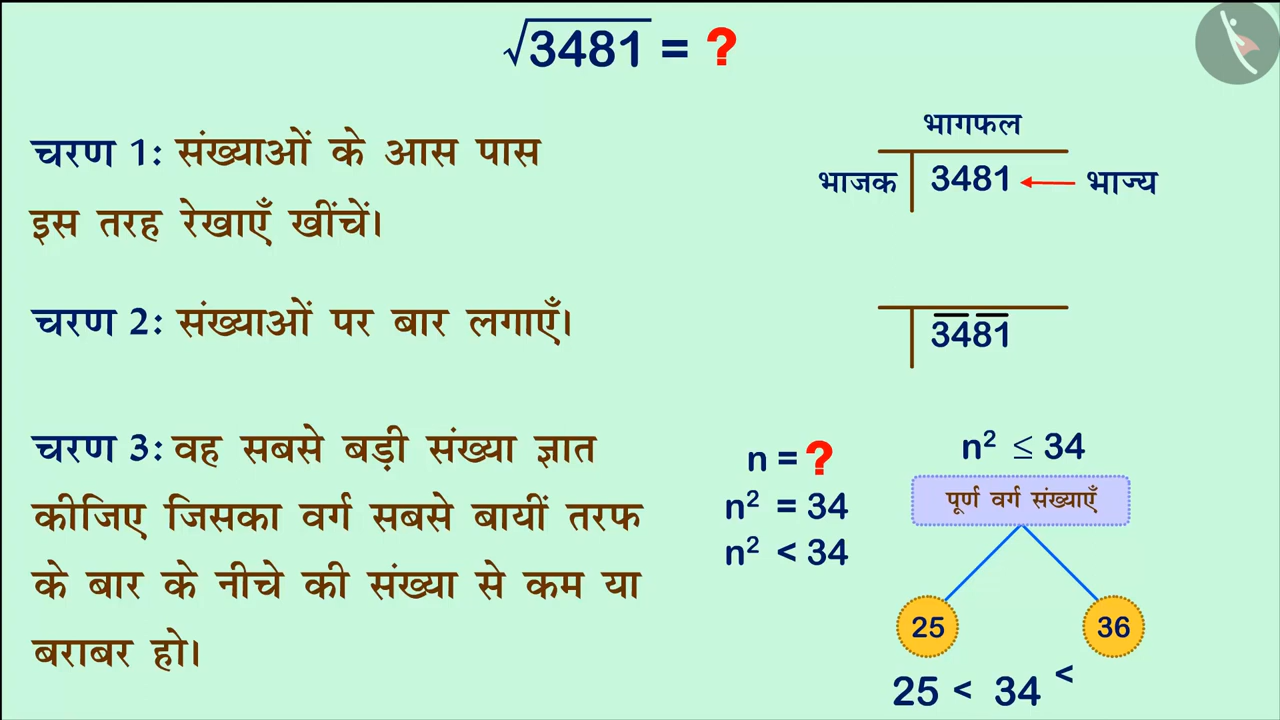 √3481 = ?
चरण 1: संख्याओं के आस पास
इस तरह रेखाएँ खींचें।
भागफल
भाजक 3481 ← भाज्य
चरण 2: संख्याओं पर बार लगाएँ।
3481
चरण 3: वह सबसे बड़ी संख्या ज्ञात
कीजिए जिसका वर्ग सबसे बायीं तरफ
के बार के नीचे की संख्या से कम या
बराबर हो।
n = ?
n² = 34
n² < 34
n² ≤ 34
पूर्ण वर्ग संख्याएँ
25 36
25 < 34 <